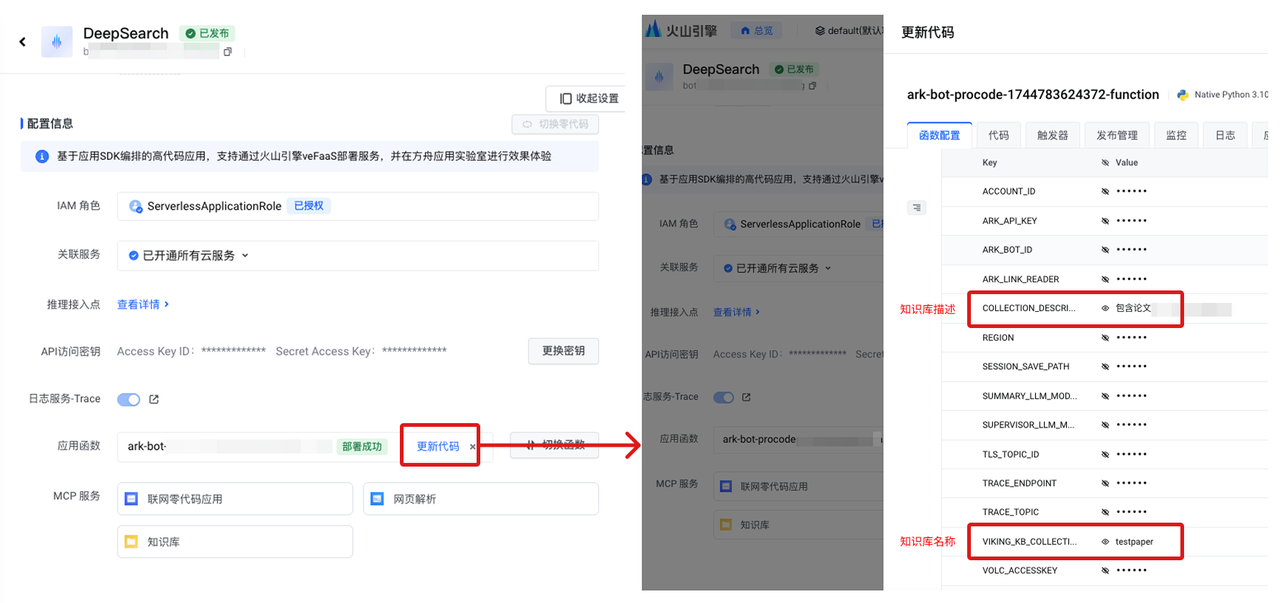 DeepSearch
已发布
收起设置
配置信息
切换零代码
基于应用SDK编排的高代码应用，支持通过火山引擎veFaaS部署服务，并在方舟应用实验室进行效果体验
IAM 角色
ServerlessApplicationRole
已授权
关联服务
已开通所有云服务
推理接入点
查看详情
API访问密钥
Access Key ID： ************* Secret Access Key： *************
更换密钥
日志服务-Trace
应用函数
ark-bot-
部署成功
更新代码
切换函数
MCP 服务
联网零代码应用
网页解析
知识库
火山引擎
总览
default(默认
DeepSearch
已发布
bot
置信息
基于应用SDK编排的高代码应用，支持通过火山引擎ve
IAM 角色
ServerlessApplicationRole
关联服务
已开通所有云服务
推理接入点
查看详情
API访问密钥
Access Key ID： ************* Secre
志服务-Trace
应用函数
ark-bot-procode
MCP 服务
联网零代码应用
知识库
更新代码
ark-bot-procode-1744783624372-function
Native Python 3.10
函数配置
代码
触发器
发布管理
监控
日志
Key
Value
ACCOUNT_ID ••••••
ARK_API_KEY ••••••
ARK_BOT_ID ••••••
ARK_LINK_READER ••••••
知识库描述
COLLECTION_DESCRI... 包含论文
REGION ••••••
SESSION_SAVE_PATH ••••••
SUMMARY_LLM_MOD... ••••••
SUPERVISOR_LLM_M... ••••••
TLS_TOPIC_ID ••••••
TRACE_ENDPOINT ••••••
TRACE_TOPIC ••••••
知识库名称
VIKING_KB_COLLECTI... testpaper
VOLC_ACCESSKEY ••••••